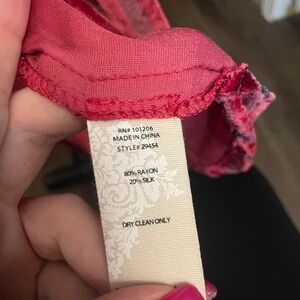 RN# 101206
MADE IN CHINA
STYLE# 29454
80% RAYON
20% SILK
DRY CLEAN ONLY